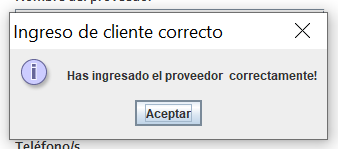 Ingreso de cliente correcto
Has ingresado el proveedor  correctamente!
Aceptar
Teléfono/s